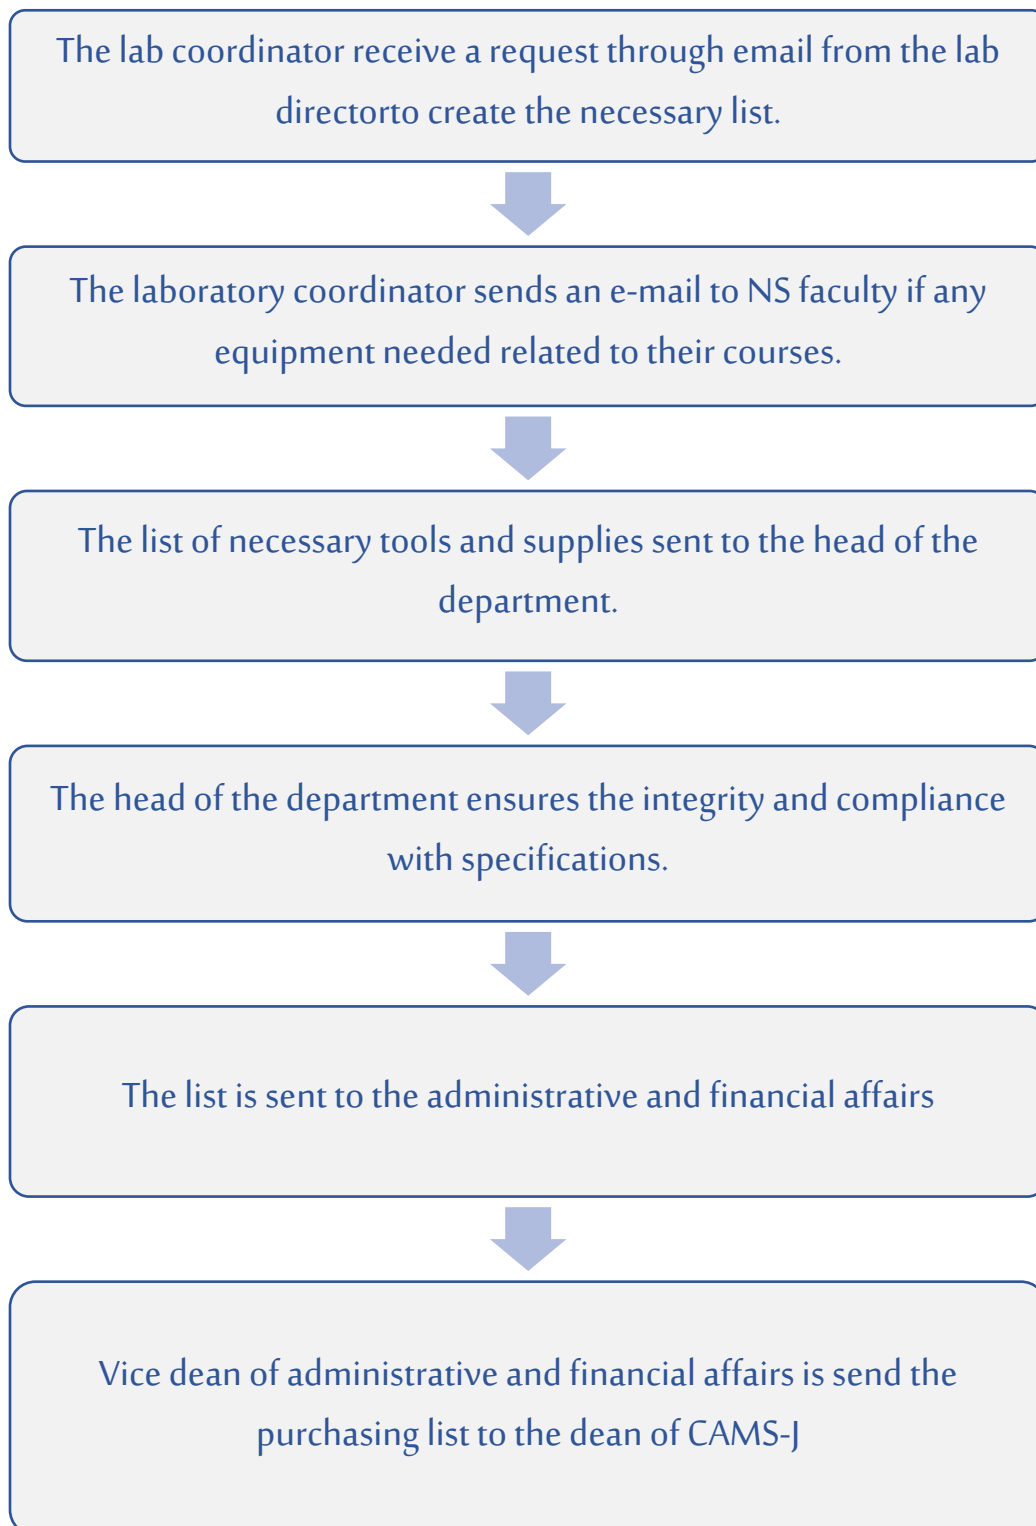 The lab coordinator receive a request through email from the lab
directorto create the necessary list.
The laboratory coordinator sends an e-mail to NS faculty if any
equipment needed related to their courses.
The list of necessary tools and supplies sent to the head of the
department.
The head of the department ensures the integrity and compliance
with specifications.
The list is sent to the administrative and financial affairs
Vice dean of administrative and financial affairs is send the
purchasing list to the dean of CAMS-J